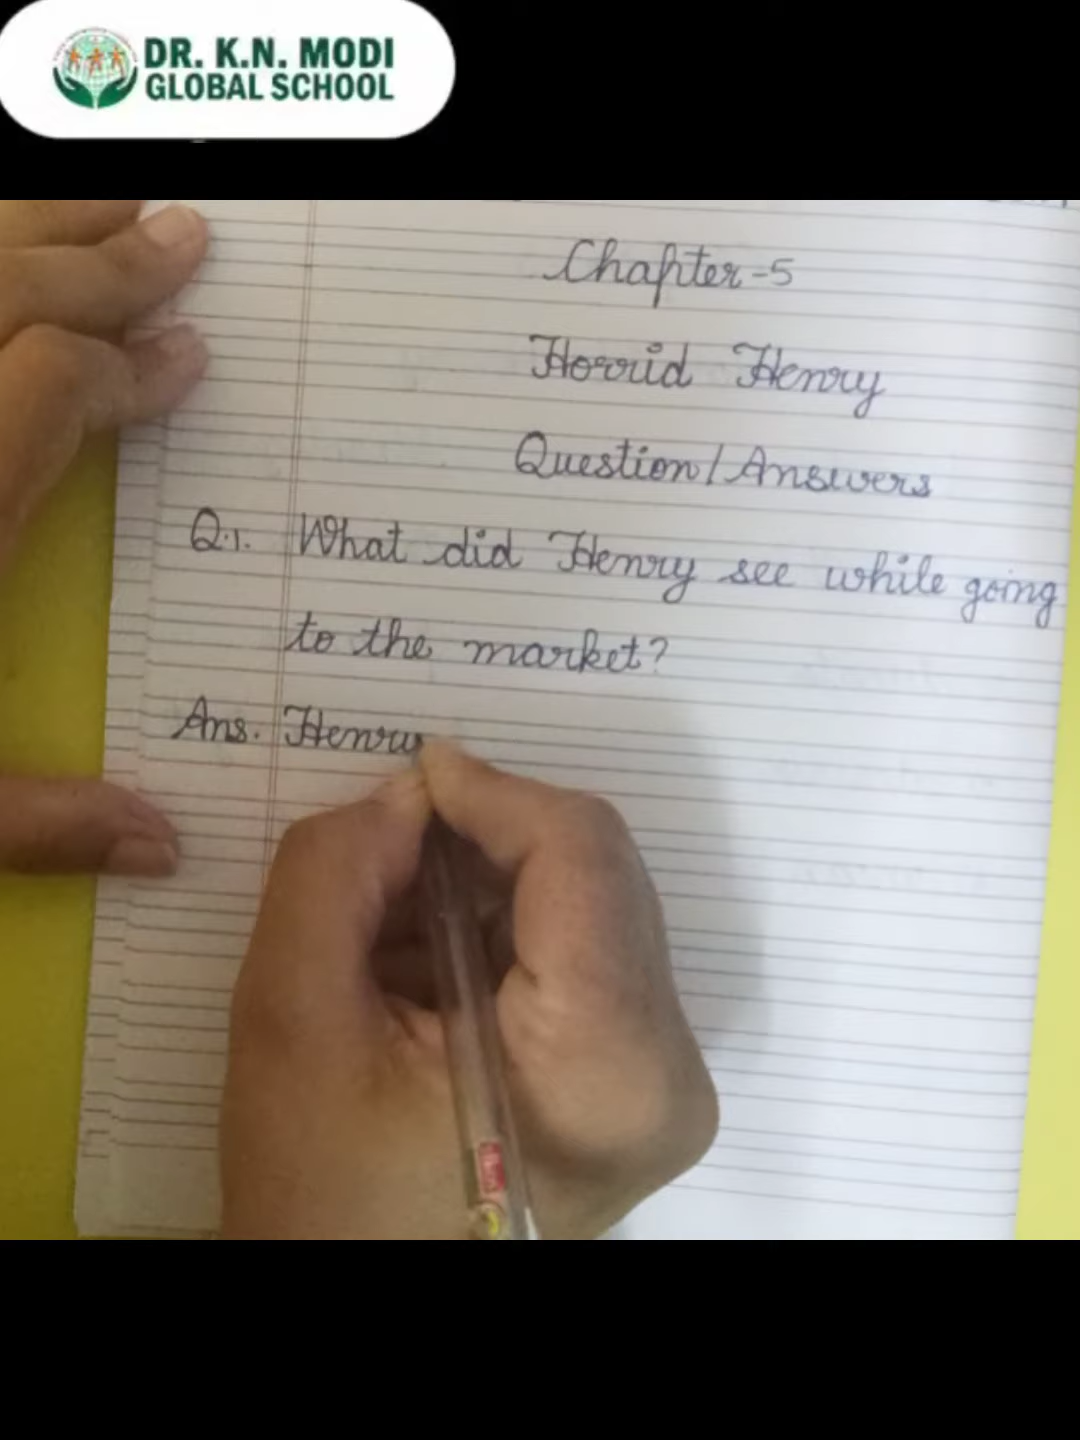 DR. K.N. MODI
GLOBAL SCHOOL
Chapter-5
Horrid Henry
Question/Answers
Q.1. What did Henry see while going
to the market?
Ans. Henry